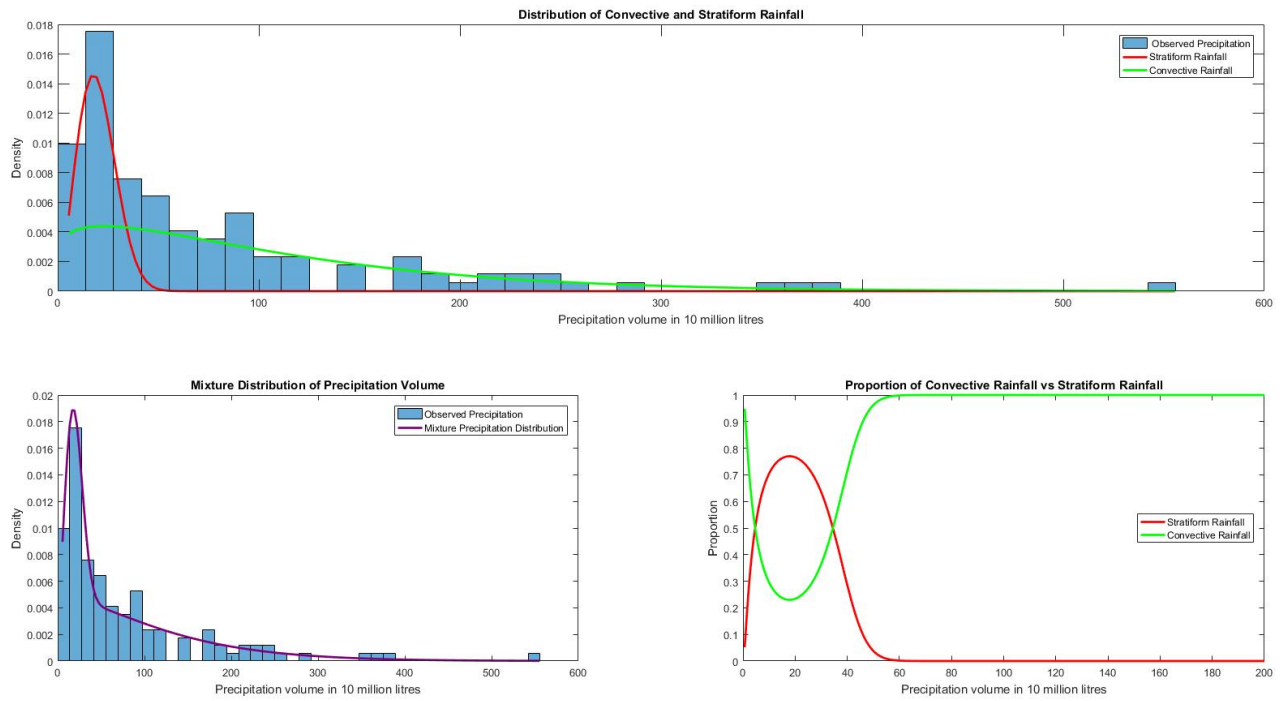 Distribution of Convective and Stratiform Rainfall
0.018
0.016
0.014
0.012
0.01
0.008
0.006
0.004
0.002
0
Density
Observed Precipitation
Stratiform Rainfall
Convective Rainfall
0 100 200 300 400 500 600
Precipitation volume in 10 million litres
Mixture Distribution of Precipitation Volume
0.02
0.018
0.016
0.014
0.012
0.01
0.008
0.006
0.004
0.002
0
Density
Observed Precipitation
Mixture Precipitation Distribution
0 100 200 300 400 500 600
Precipitation volume in 10 million litres
Proportion of Convective Rainfall vs Stratiform Rainfall
1
0.9
0.8
0.7
0.6
0.5
0.4
0.3
0.2
0.1
0
Proportion
Stratiform Rainfall
Convective Rainfall
0 20 40 60 80 100 120 140 160 180 200
Precipitation volume in 10 million litres